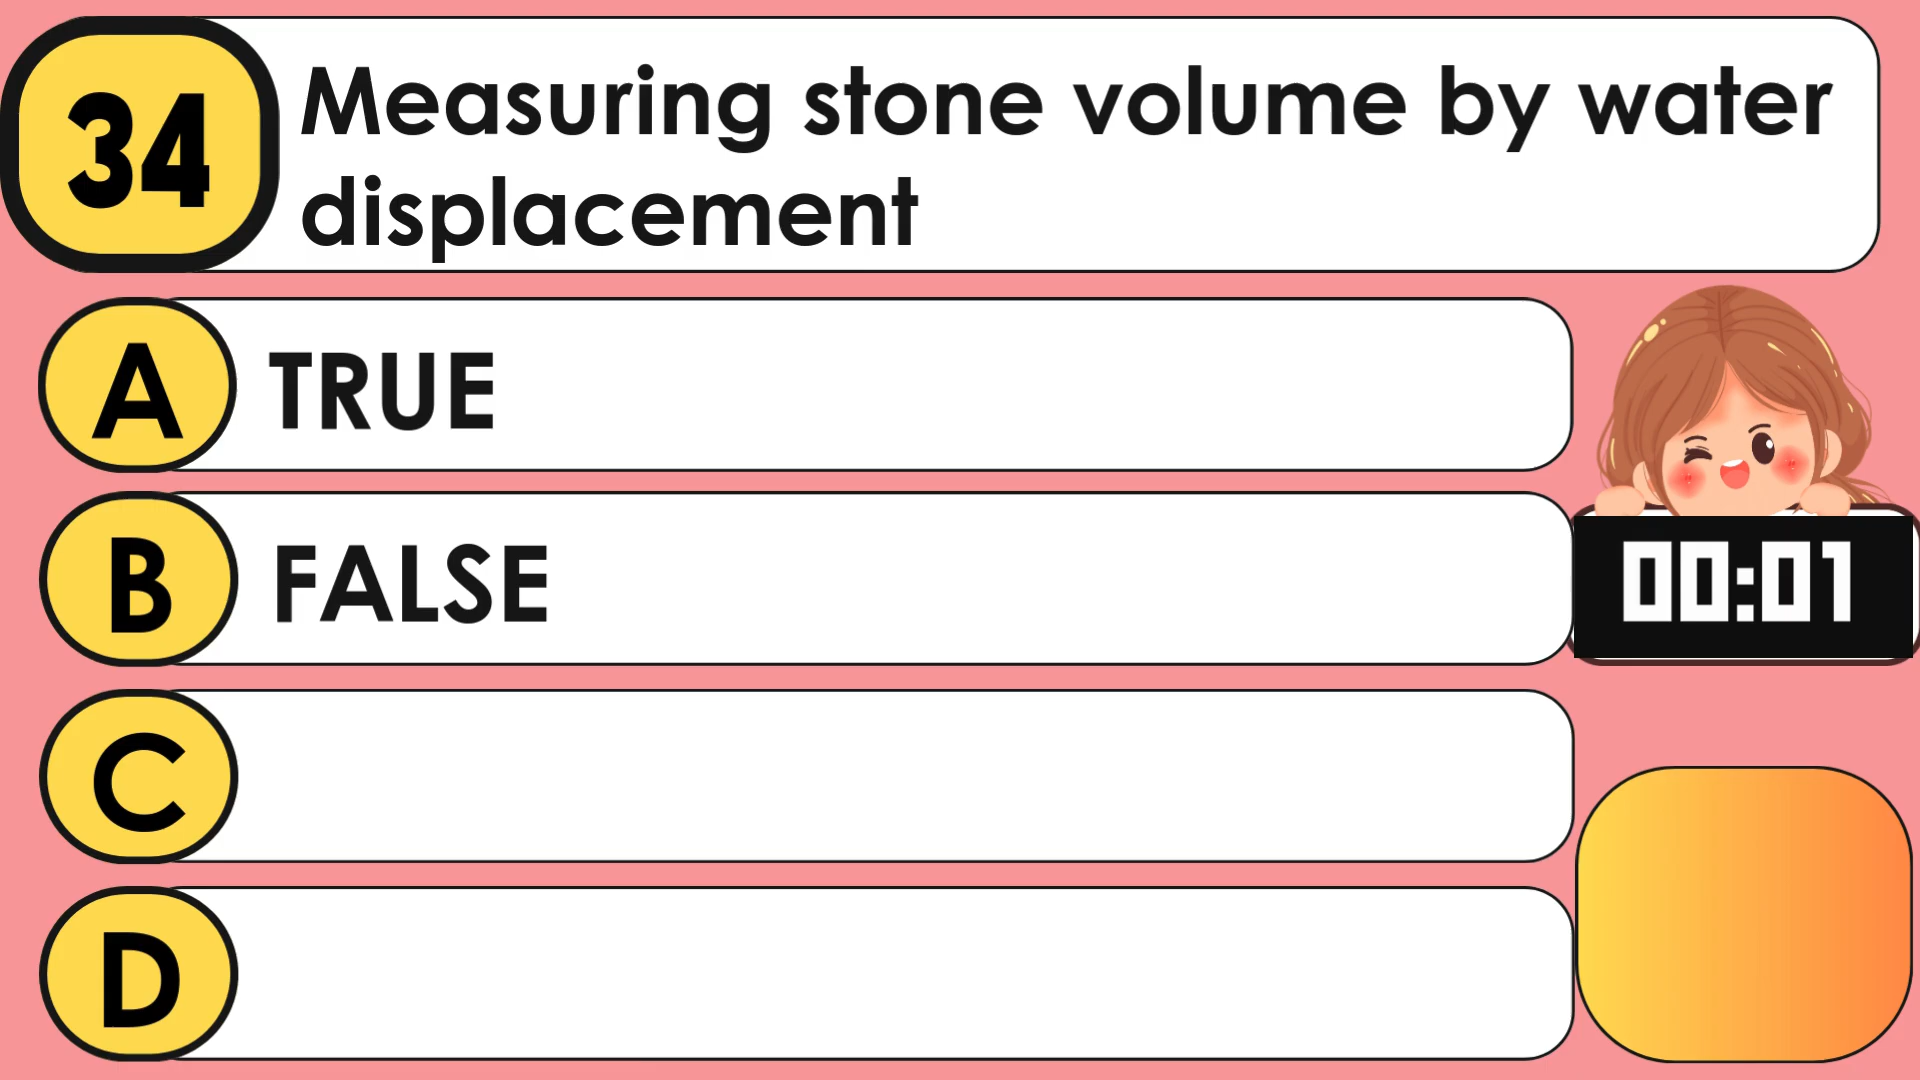 34
Measuring stone volume by water
displacement
A
TRUE
B
FALSE
00:01
C
D